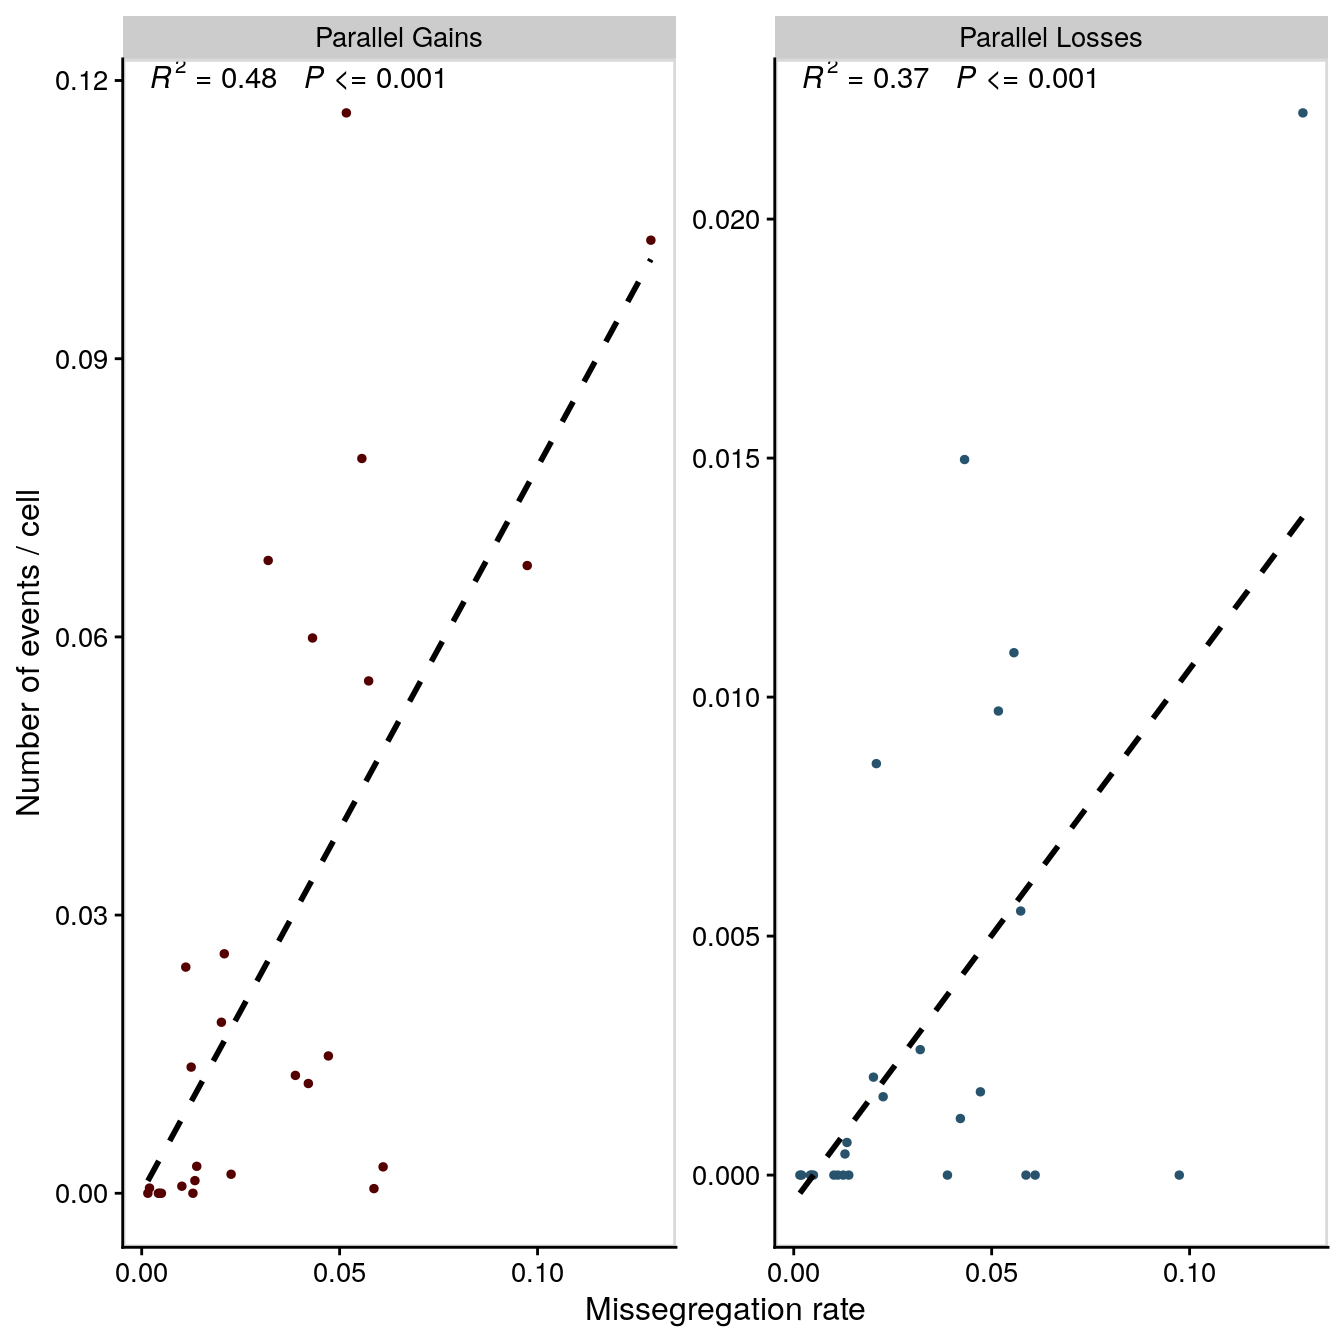 Parallel Gains
R2 = 0.48 P <= 0.001
0.12
0.09
0.06
0.03
0.00
0.00 0.05 0.10
Parallel Losses
R2 = 0.37 P <= 0.001
0.020
0.015
0.010
0.005
0.000
0.00 0.05 0.10
Number of events / cell
Missegregation rate